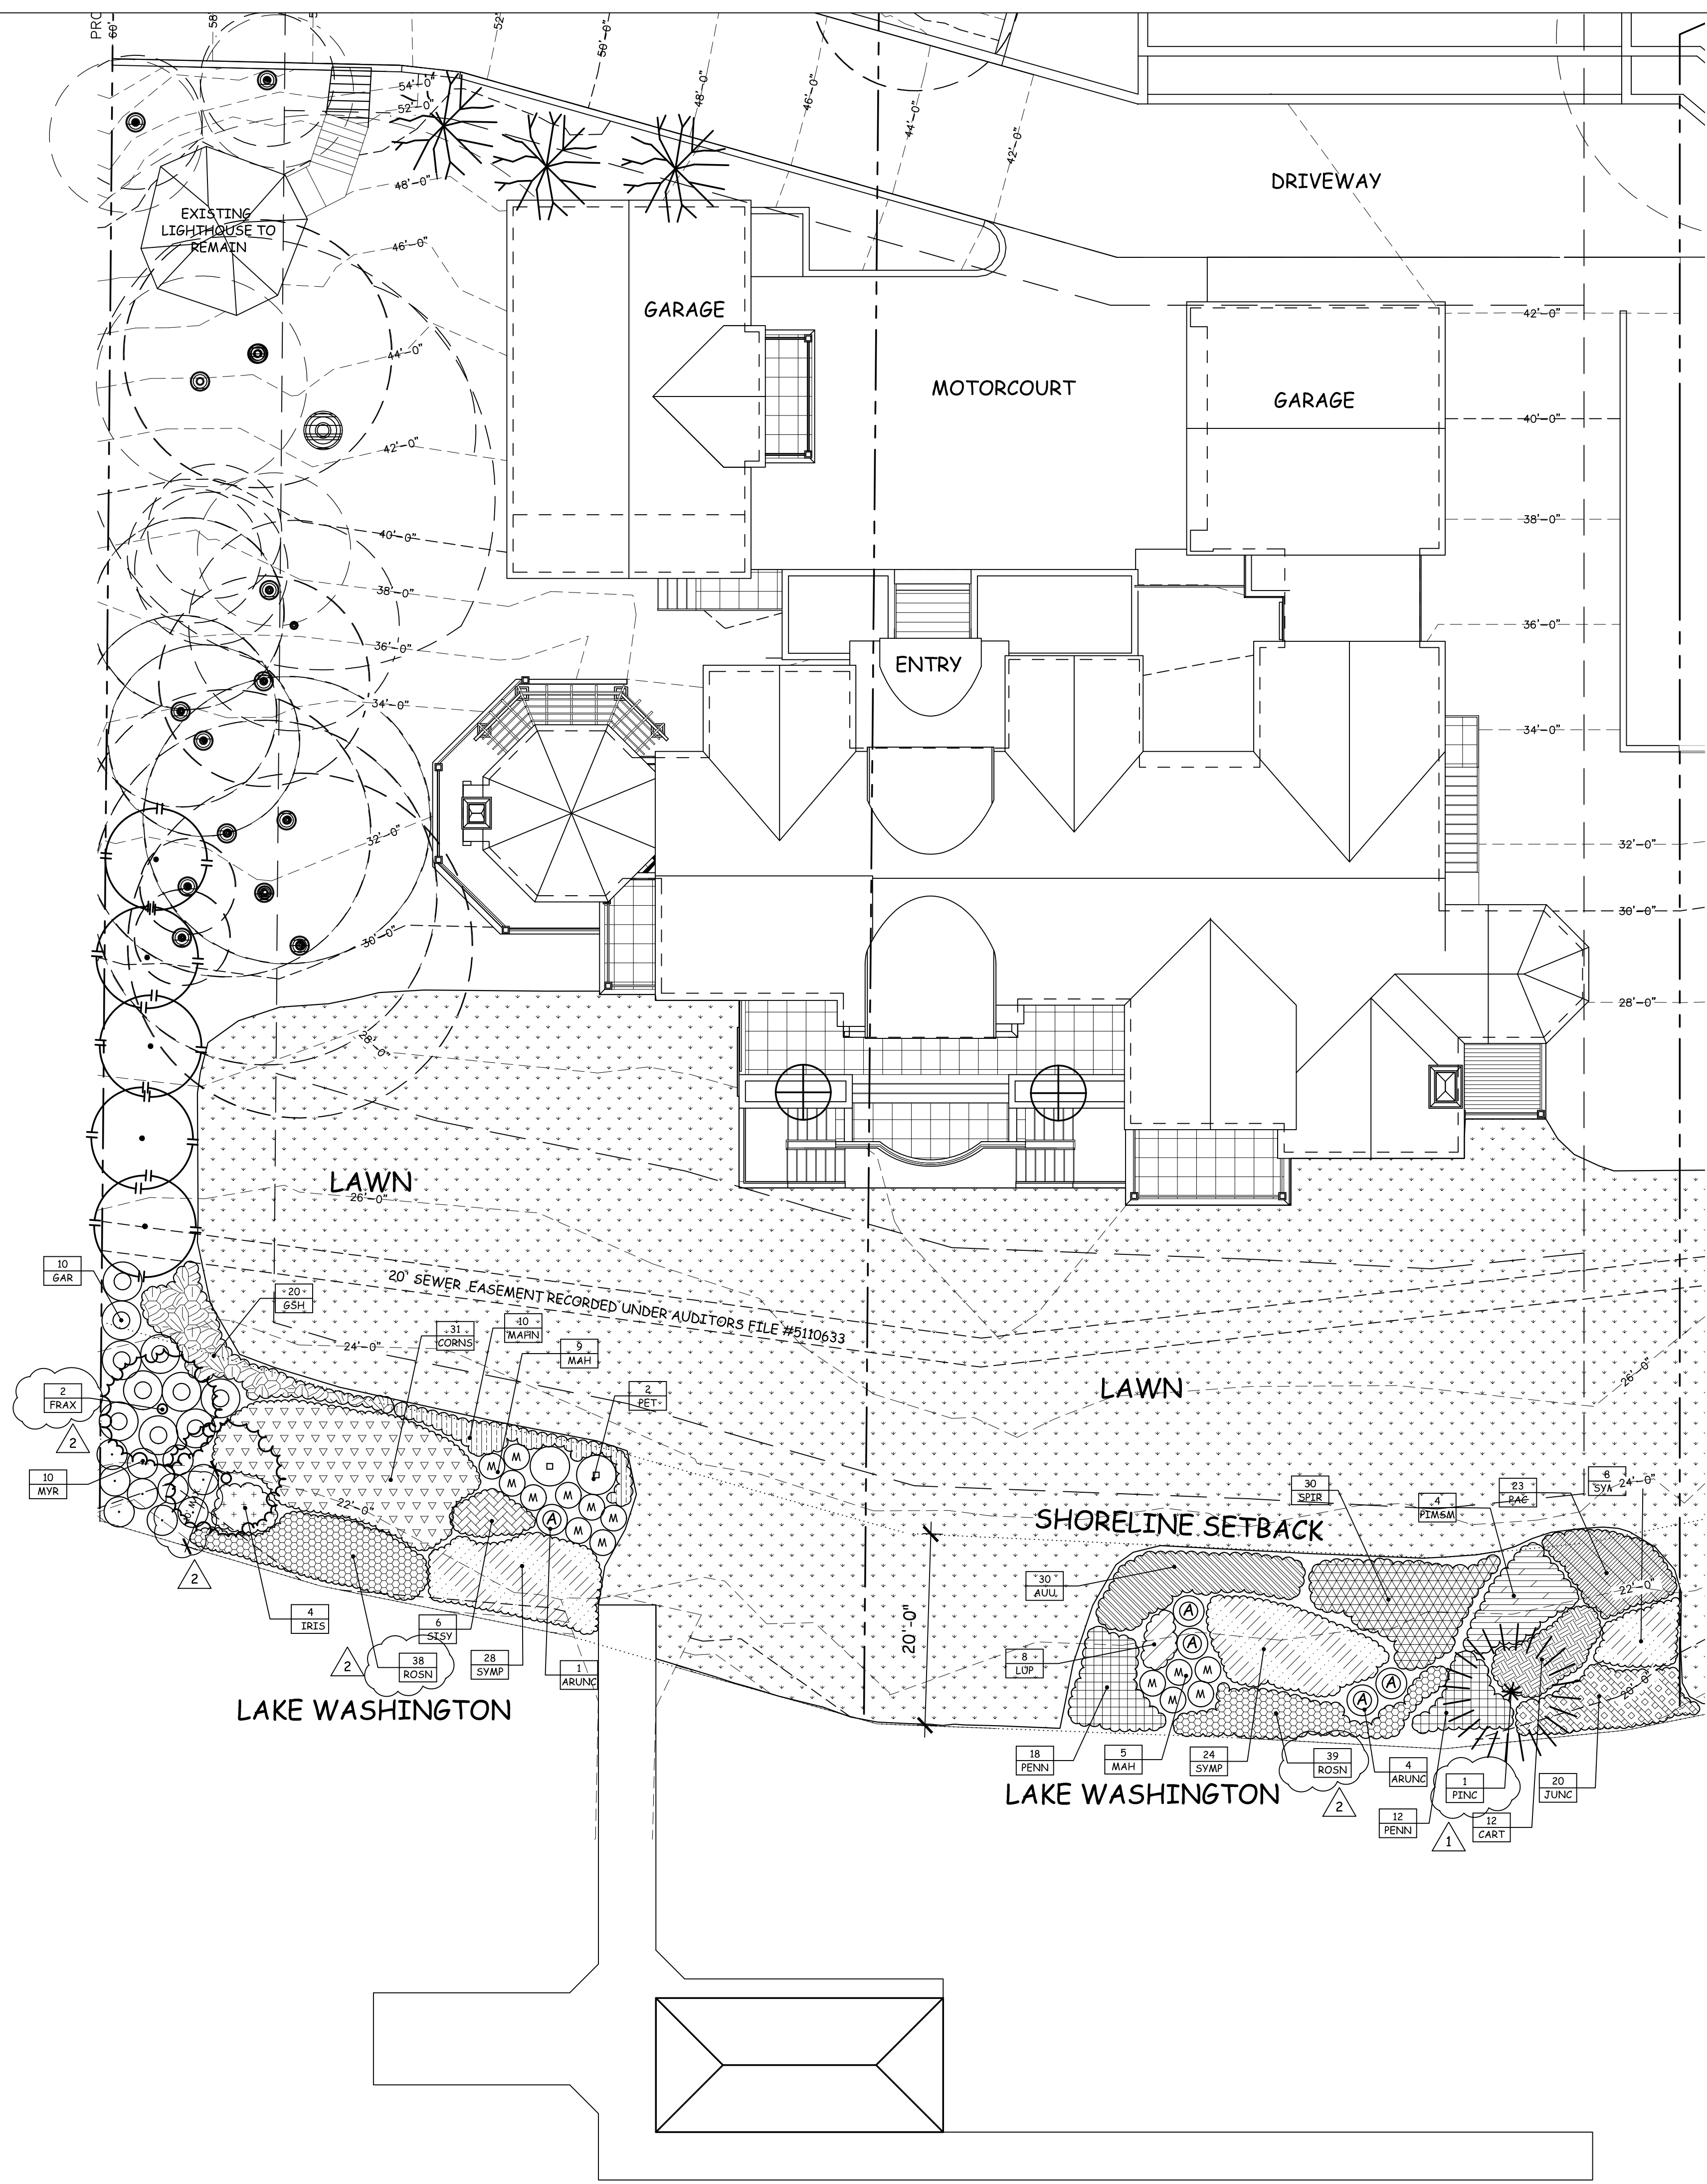 PRO
60'
58'
5
52'
50'-0"
48'-0"
46'-0"
44'-0"
42'-0"
54'-0"
52'-0"
48'-0"
46'-0"
44'-0"
42'-0"
40'-0"
38'-0"
36'-0"
34'-0"
32'-0"
30'-0"
28'-0"
26'-0"
24'-0"
22'-0"
EXISTING
LIGHTHOUSE TO
REMAIN
DRIVEWAY
GARAGE
MOTORCOURT
GARAGE
ENTRY
42'-0"
40'-0"
38'-0"
36'-0"
34'-0"
32'-0"
30'-0"
28'-0"
26'-0"
24'-0"
22'-0"
20'-0"
LAWN
20' SEWER EASEMENT RECORDED UNDER AUDITORS FILE #5110633
LAWN
SHORELINE SETBACK
20'-0"
10
GAR
20
GSH
31
CORNS
10
MAHN
9
MAH
2
PET
2
FRAX
2
10
MYR
2
4
IRIS
2
38
ROSN
6
SISY
28
SYMP
1
ARUNC
M
M
M
M
M
M
M
M
M
A
LAKE WASHINGTON
30
AUU
8
LUP
30
SPIR
4
PIMSM
23
PAC
8
SYM
A
A
A
A
M
M
M
M
M
18
PENN
5
MAH
24
SYMP
39
ROSN
2
4
ARUNC
12
PENN
1
PINC
1
12
CART
20
JUNC
LAKE WASHINGTON